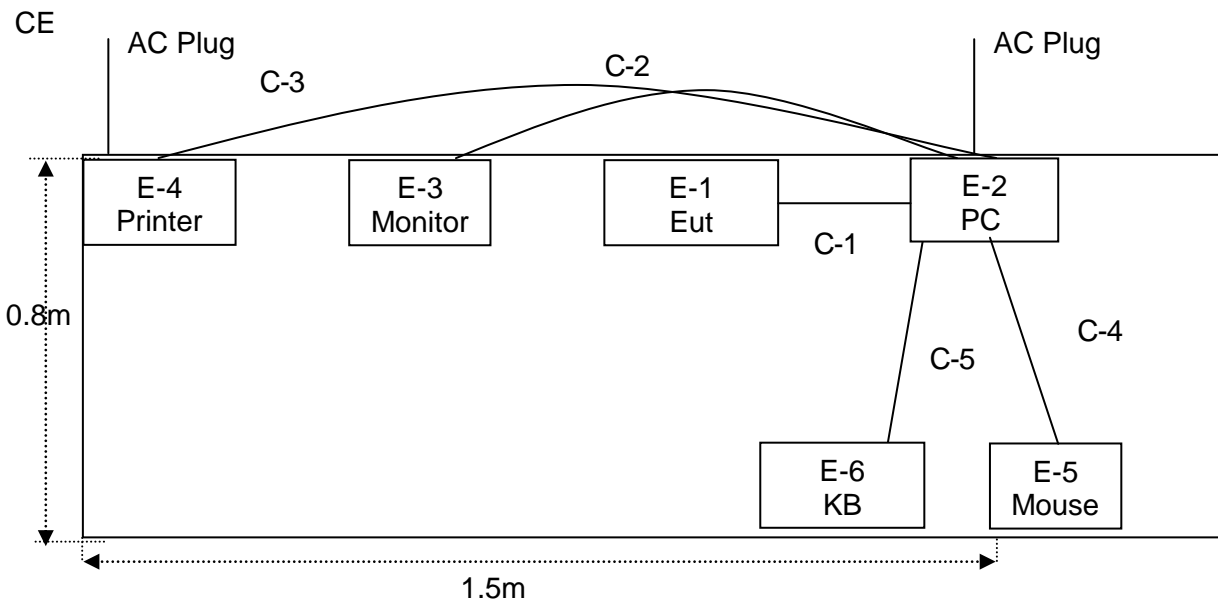 CE
AC Plug
AC Plug
C-3
C-2
E-4
Printer
E-3
Monitor
E-1
Eut
E-2
PC
C-1
0.8m
C-5
C-4
E-6
KB
E-5
Mouse
1.5m